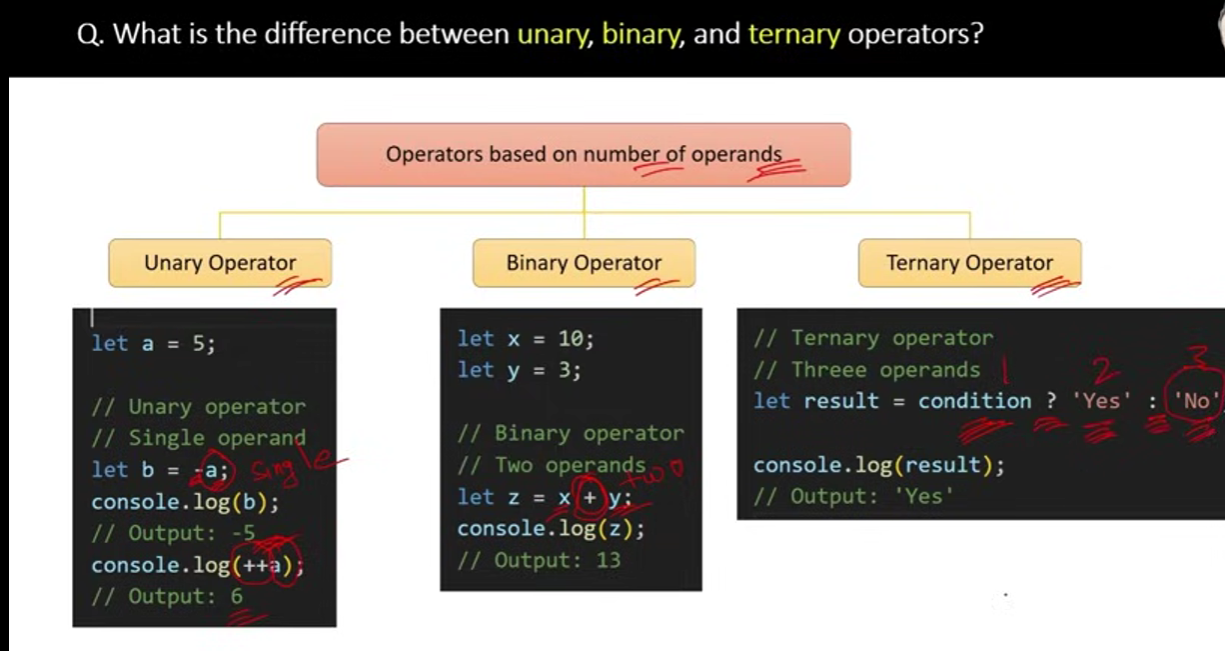 Q. What is the difference between unary, binary, and ternary operators?
Operators based on number of operands
Unary Operator
let a = 5;
// Unary operator
// Single operand
let b = -a; single
console.log(b);
// Output: -5
console.log(++a);
// Output: 6
Binary Operator
let x = 10;
let y = 3;
// Binary operator
// Two operands
two
let z = x + y;
console.log(z);
// Output: 13
Ternary Operator
// Ternary operator
// Threee operands
1 2 3
let result = condition ? 'Yes' : 'No'
console.log(result);
// Output: 'Yes'